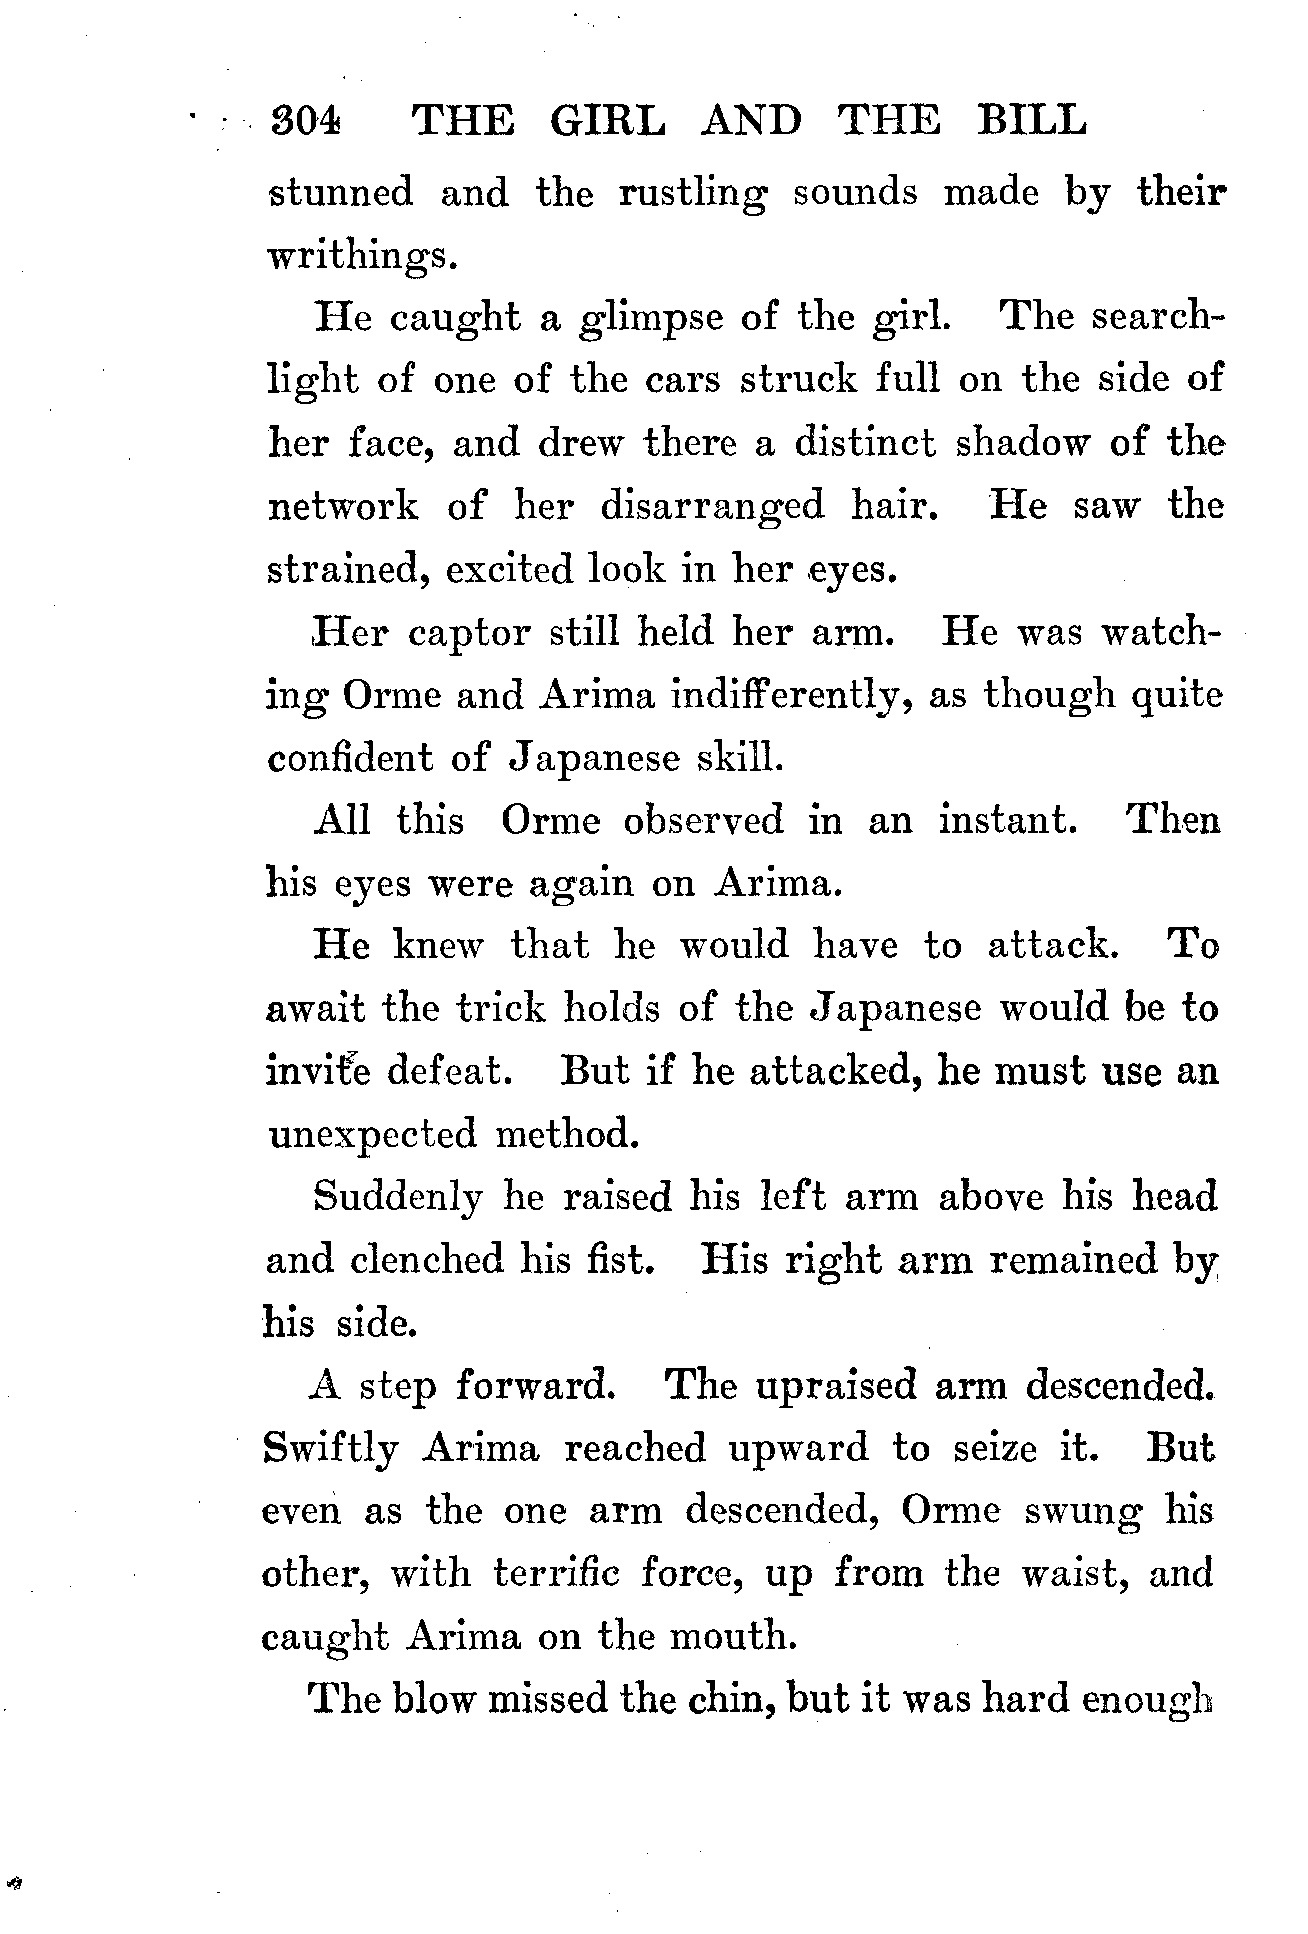 304 THE GIRL AND THE BILL
stunned and the rustling sounds made by their
writhings.
He caught a glimpse of the girl. The search-
light of one of the cars struck full on the side of
her face, and drew there a distinct shadow of the
network of her disarranged hair. He saw the
strained, excited look in her eyes.
Her captor still held her arm. He was watch-
ing Orme and Arima indifferently, as though quite
confident of Japanese skill.
All this Orme observed in an instant. Then
his eyes were again on Arima.
He knew that he would have to attack. To
await the trick holds of the Japanese would be to
invite defeat. But if he attacked, he must use an
unexpected method.
Suddenly he raised his left arm above his head
and clenched his fist. His right arm remained by
his side.
A step forward. The upraised arm descended.
Swiftly Arima reached upward to seize it. But
even as the one arm descended, Orme swung his
other, with terrific force, up from the waist, and
caught Arima on the mouth.
The blow missed the chin, but it was hard enough